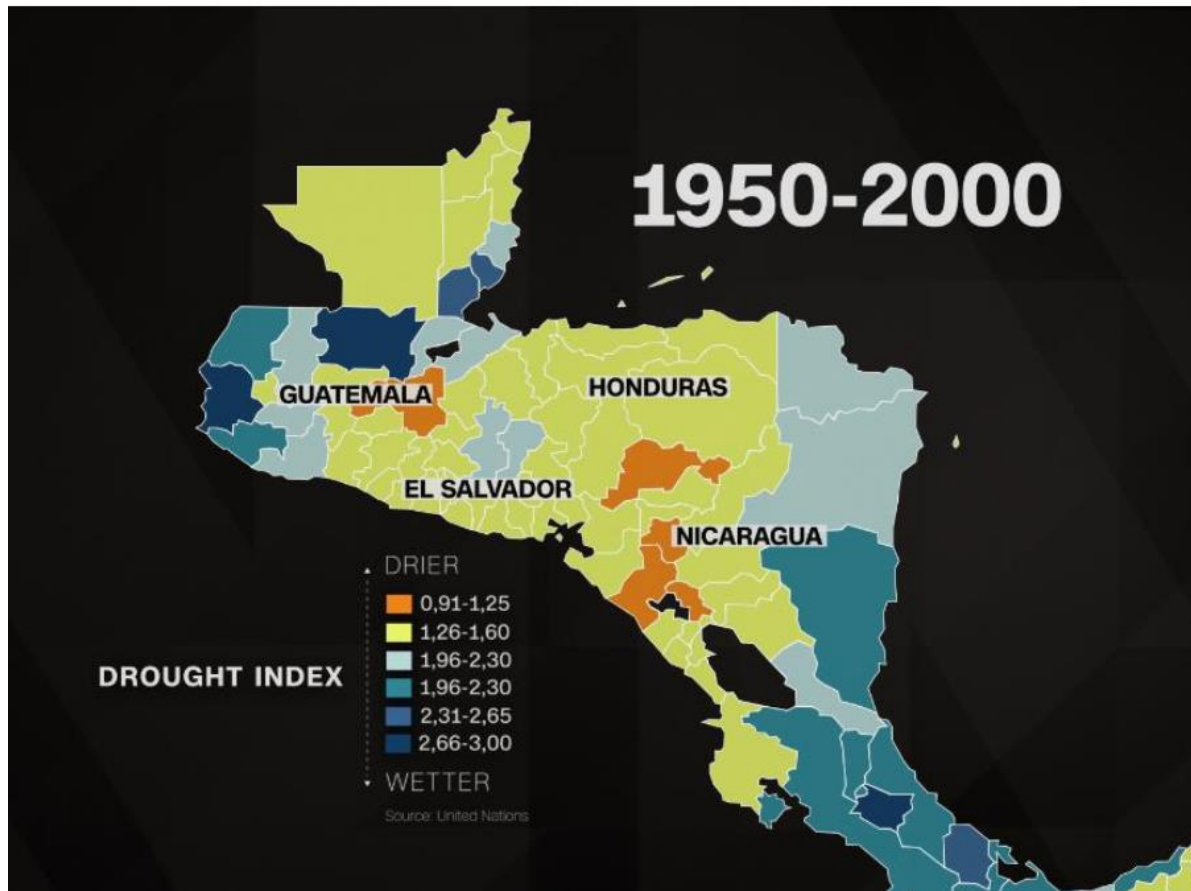 1950-2000
GUATEMALA
HONDURAS
EL SALVADOR
NICARAGUA
DROUGHT INDEX
DRIER
0,91-1,25
1,26-1,60
1,96-2,30
1,96-2,30
2,31-2,65
2,66-3,00
WETTER
Source: United Nations